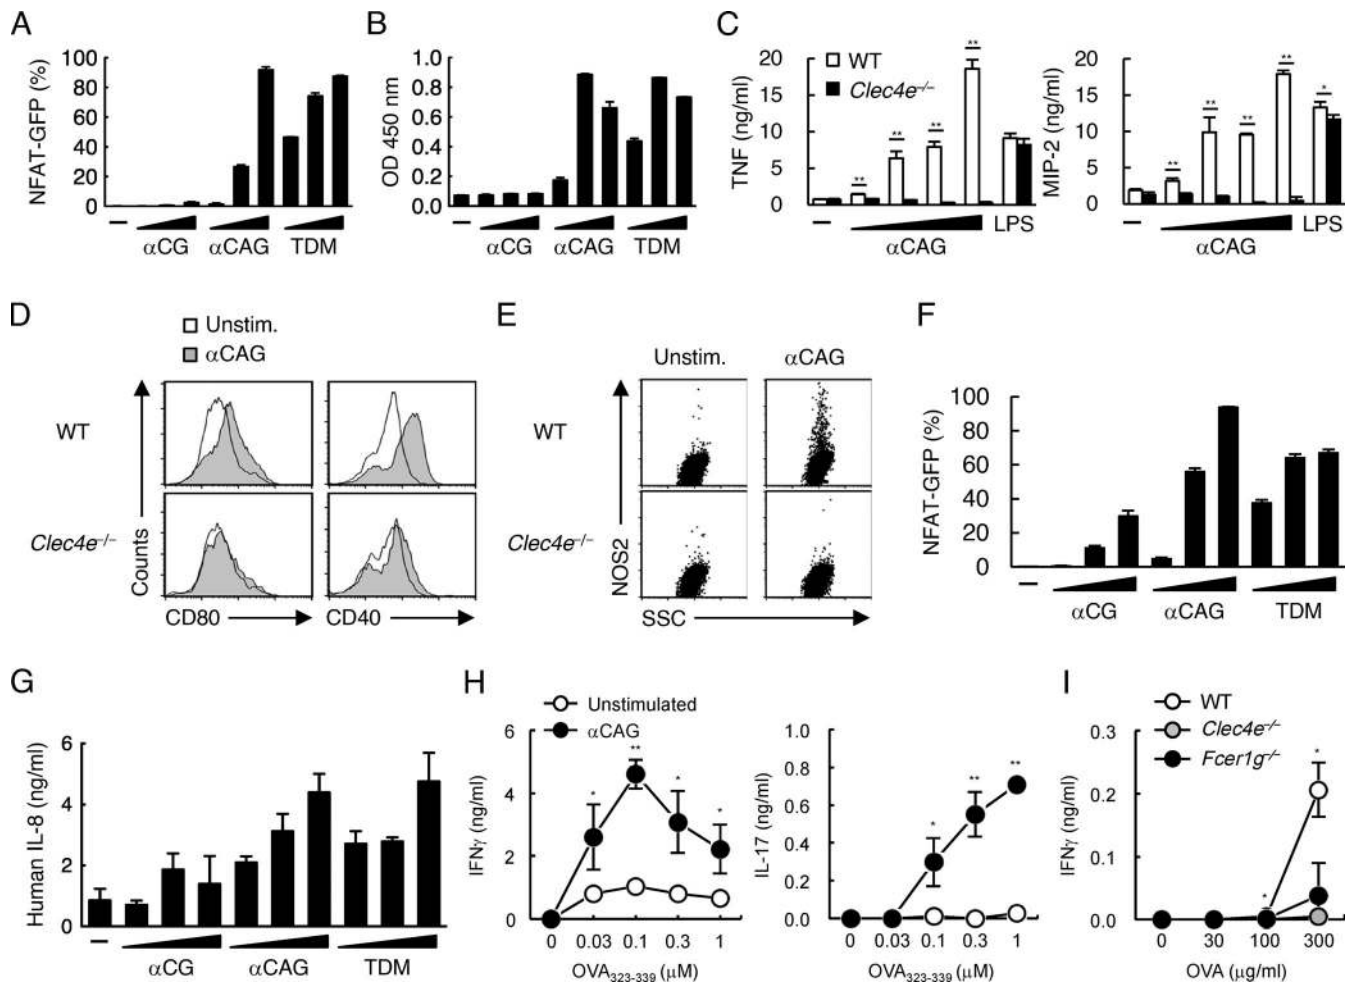 A
NFAT-GFP (%)
100
80
60
40
20
0
–
αCG
αCAG
TDM
B
OD 450 nm
1.0
0.8
0.6
0.4
0.2
0.0
–
αCG
αCAG
TDM
C
WT
Clec4e–/–
TNF (ng/ml)
20
15
10
5
0
**
**
**
**
–
αCAG
LPS
MIP-2 (ng/ml)
20
15
10
5
0
**
**
**
**
*
–
αCAG
LPS
D
Unstim.
αCAG
WT
Clec4e–/–
Counts
CD80
CD40
E
Unstim.
αCAG
WT
Clec4e–/–
NOS2
SSC
F
NFAT-GFP (%)
100
80
60
40
20
0
–
αCG
αCAG
TDM
G
Human IL-8 (ng/ml)
6
4
2
0
–
αCG
αCAG
TDM
H
Unstimulated
αCAG
IFNγ (ng/ml)
6
4
2
0
*
**
*
*
0 0.03 0.1 0.3 1
OVA323-339 (μM)
IL-17 (ng/ml)
1.0
0.8
0.6
0.4
0.2
0.0
*
**
**
0 0.03 0.1 0.3 1
OVA323-339 (μM)
I
WT
Clec4e–/–
Fcer1g–/–
IFNγ (ng/ml)
0.3
0.2
0.1
0.0
*
*
0 30 100 300
OVA (μg/ml)